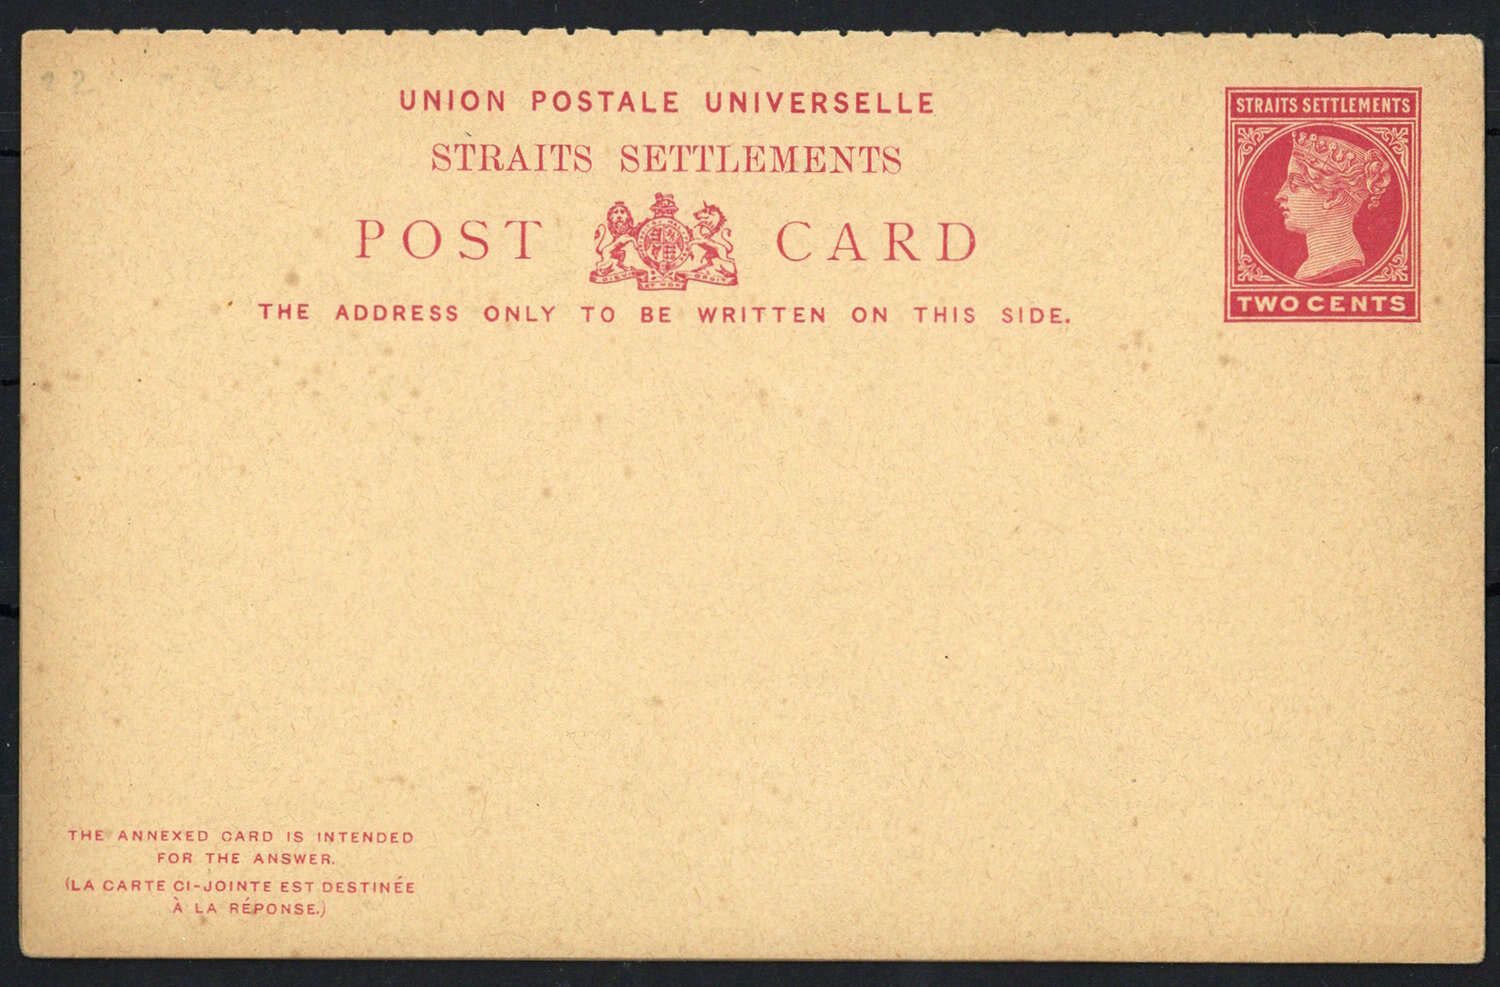 UNION POSTALE UNIVERSELLE
STRAITS SETTLEMENTS
POST CARD
THE ADDRESS ONLY TO BE WRITTEN ON THIS SIDE.
STRAITS SETTLEMENTS
TWO CENTS
THE ANNEXED CARD IS INTENDED
FOR THE ANSWER.
(LA CARTE CI-JOINTE EST DESTINÉE
À LA RÉPONSE.)